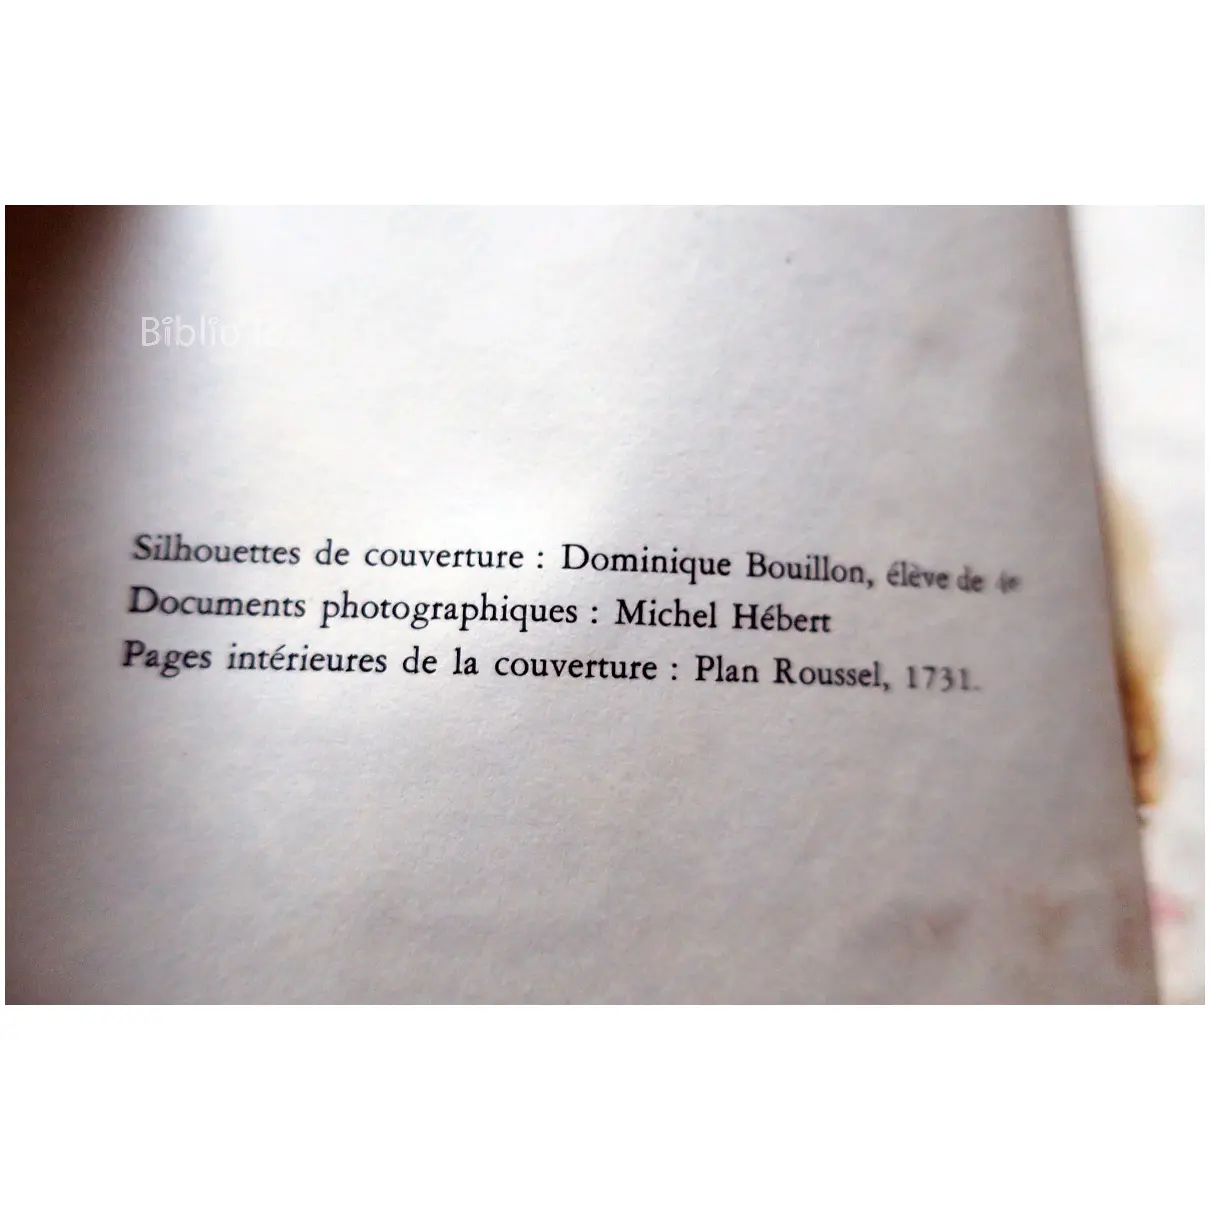 Silhouettes de couverture : Dominique Bouillon, élève de 4e
Documents photographiques : Michel Hébert
Pages intérieures de la couverture : Plan Roussel, 1731.